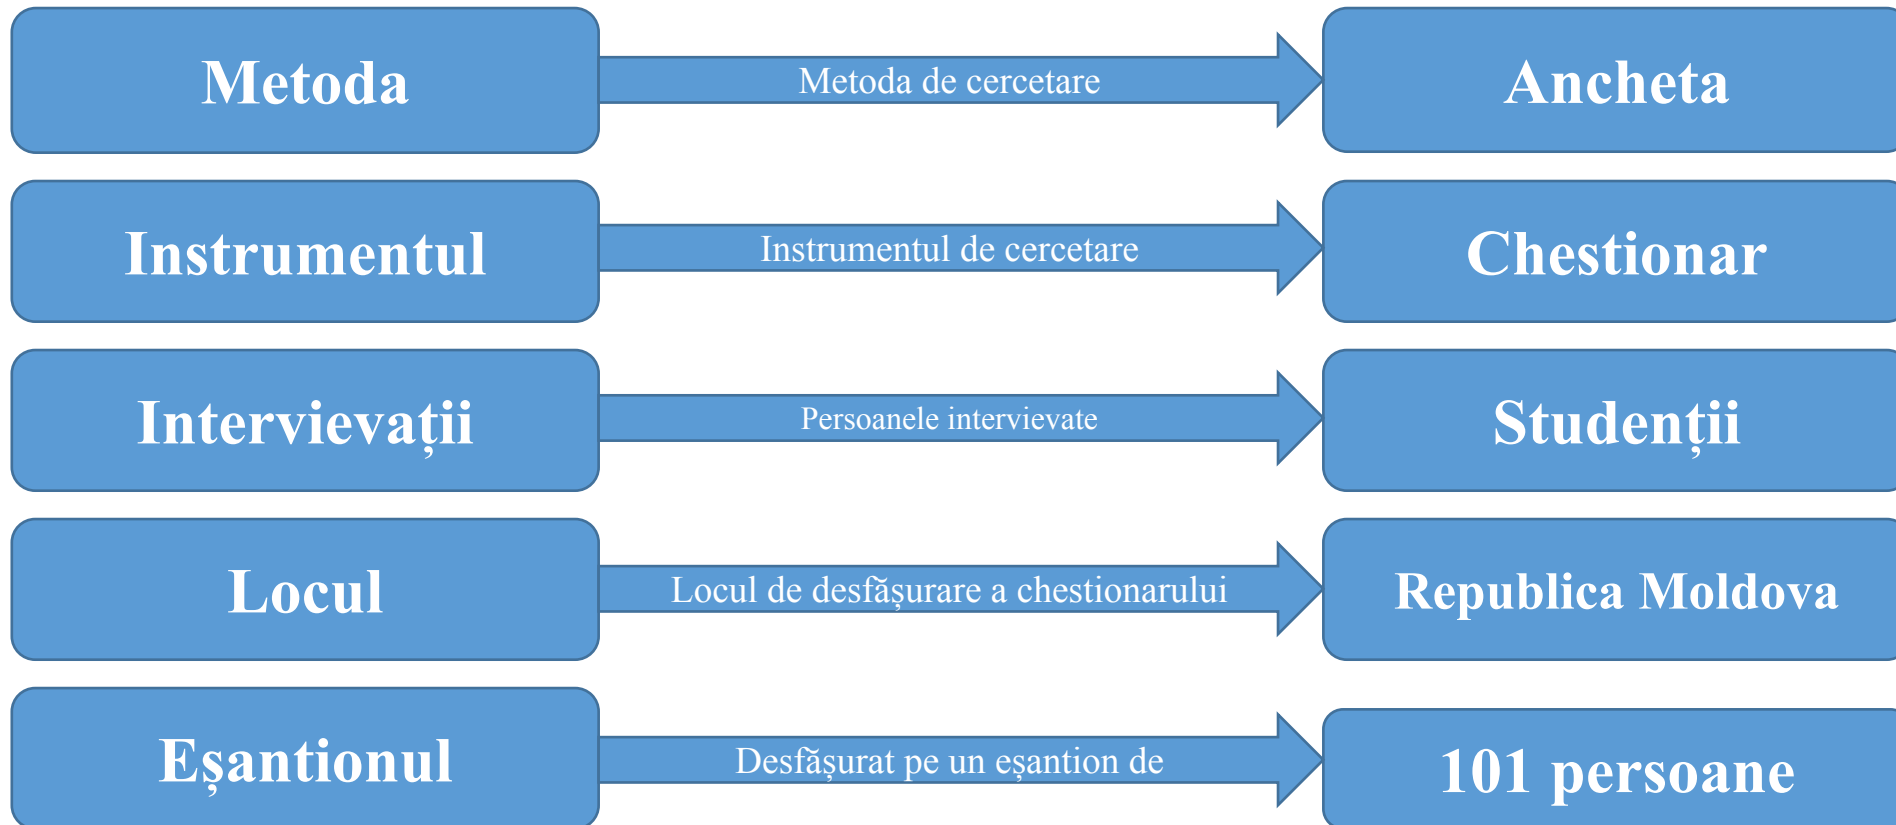 Metoda
Metoda de cercetare
Ancheta
Instrumentul
Instrumentul de cercetare
Chestionar
Intervievații
Persoanele intervievate
Studenții
Locul
Locul de desfășurare a chestionarului
Republica Moldova
Eșantionul
Desfășurat pe un eșantion de
101 persoane